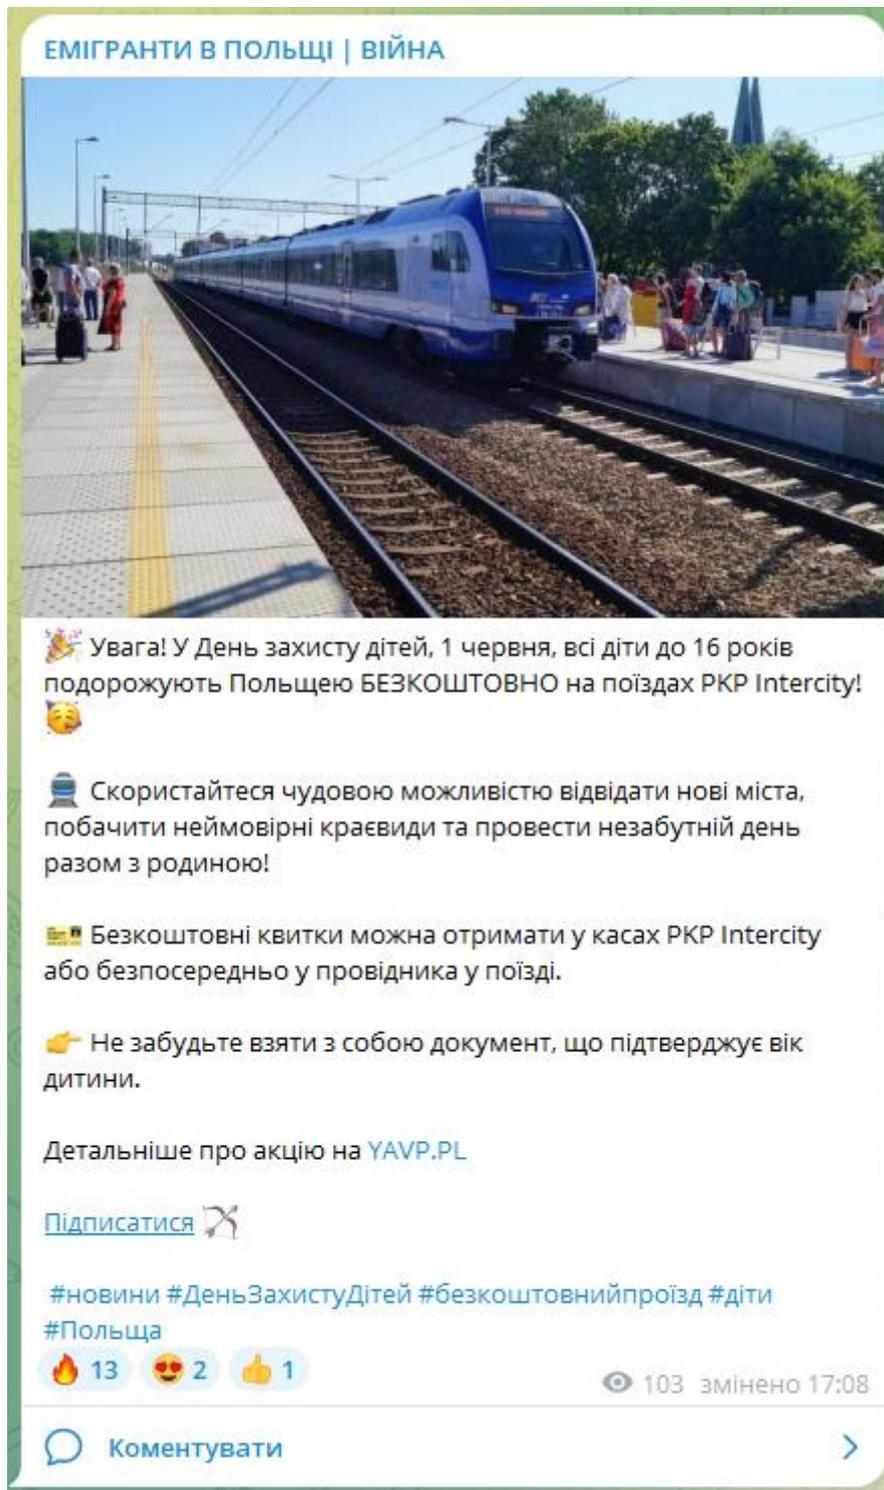 ЕМІГРАНТИ В ПОЛЬЩІ | ВІЙНА
🎉 Увага! У День захисту дітей, 1 червня, всі діти до 16 років
подорожують Польщею БЕЗКОШТОВНО на поїздах PKP Intercity!
🥳
🚆 Скористайтеся чудовою можливістю відвідати нові міста,
побачити неймовірні краєвиди та провести незабутній день
разом з родиною!
🎫 Безкоштовні квитки можна отримати у касах PKP Intercity
або безпосередньо у провідника у поїзді.
👉 Не забудьте взяти з собою документ, що підтверджує вік
дитини.
Детальніше про акцію на YAVP.PL
Підписатися 🏹
#новини #ДеньЗахистуДітей #безкоштовнийпроїзд #діти
#Польща
🔥 13 😍 2 👍 1
103 змінено 17:08
Коментувати